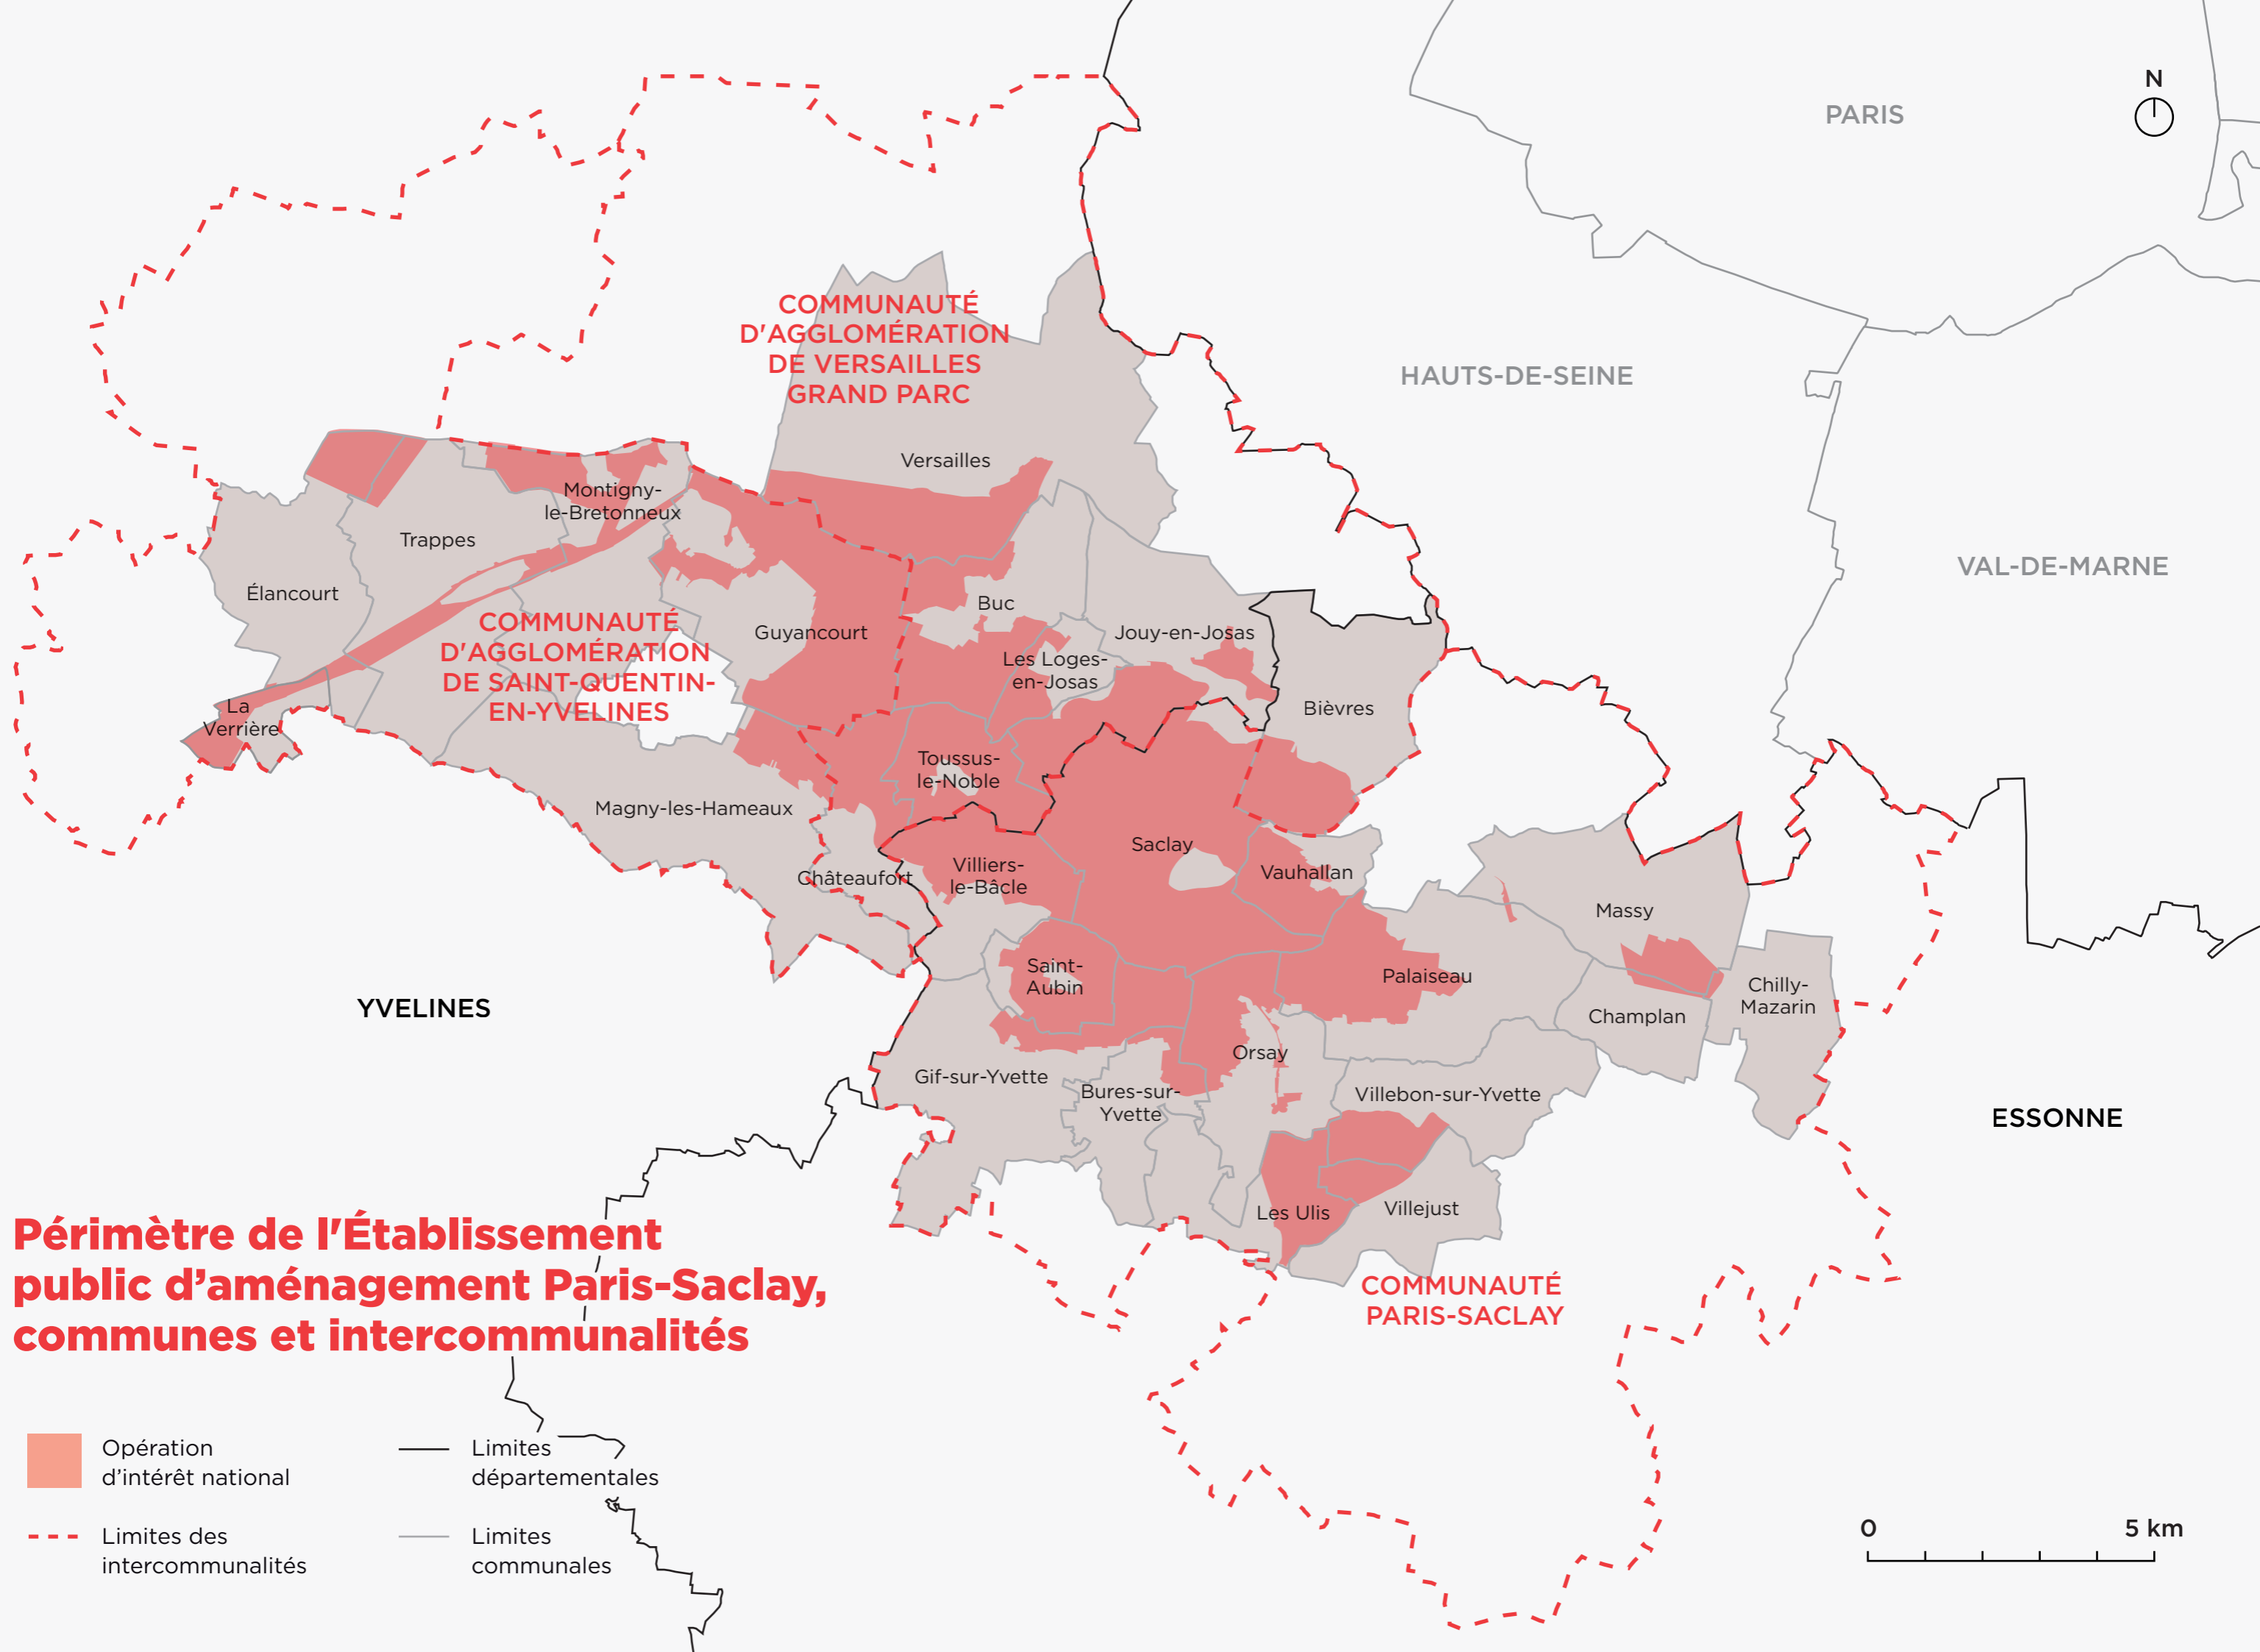 N
PARIS
COMMUNAUTÉ
D'AGGLOMÉRATION
DE VERSAILLES
GRAND PARC
HAUTS-DE-SEINE
VAL-DE-MARNE
Versailles
Montigny-
le-Bretonneux
Trappes
Élancourt
COMMUNAUTÉ
D'AGGLOMÉRATION
DE SAINT-QUENTIN-
EN-YVELINES
Guyancourt
Buc
Jouy-en-Josas
Les Loges-
en-Josas
La
Verrière
Bièvres
Toussus-
le-Noble
Magny-les-Hameaux
Saclay
Villiers-
le-Bâcle
Châteaufort
Vauhallan
Massy
Saint-
Aubin
Palaiseau
Chilly-
Mazarin
Champlan
YVELINES
Orsay
Gif-sur-Yvette
Bures-sur-
Yvette
Villebon-sur-Yvette
ESSONNE
Les Ulis
Villejust
COMMUNAUTÉ
PARIS-SACLAY
Périmètre de l'Établissement
public d’aménagement Paris-Saclay,
communes et intercommunalités
Opération
d’intérêt national
Limites
départementales
Limites des
intercommunalités
Limites
communales
0 5 km